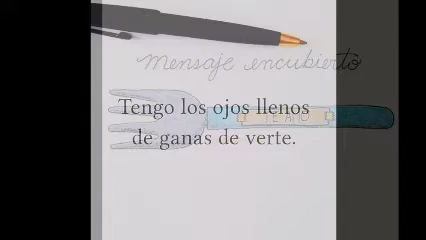 mensaje encubierto
Tengo los ojos llenos
TE AMO
de ganas de verte.